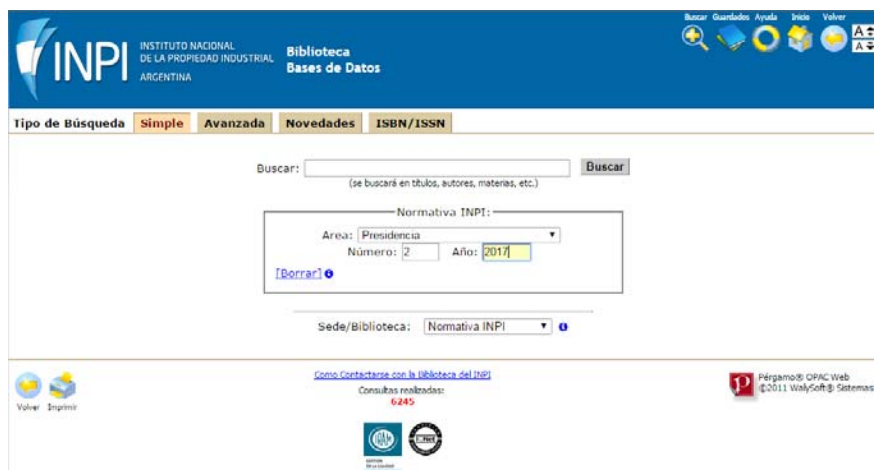 Buscar Guardados Ayuda Inicio Volver
INPI
INSTITUTO NACIONAL
DE LA PROPIEDAD INDUSTRIAL
ARGENTINA
Biblioteca
Bases de Datos
A
A
Tipo de Búsqueda Simple Avanzada Novedades ISBN/ISSN
Buscar: Buscar
(se buscará en títulos, autores, materias, etc.)
Normativa INPI:
Area: Presidencia
Número: 2 Año: 2017
[Borrar]
Sede/Biblioteca: Normativa INPI
Como Contactarse con la Biblioteca del INPI
Consultas realizadas:
6245
Volver Imprimir
Pérgamo® OPAC Web
©2011 WalySoft® Sistemas
IRAM